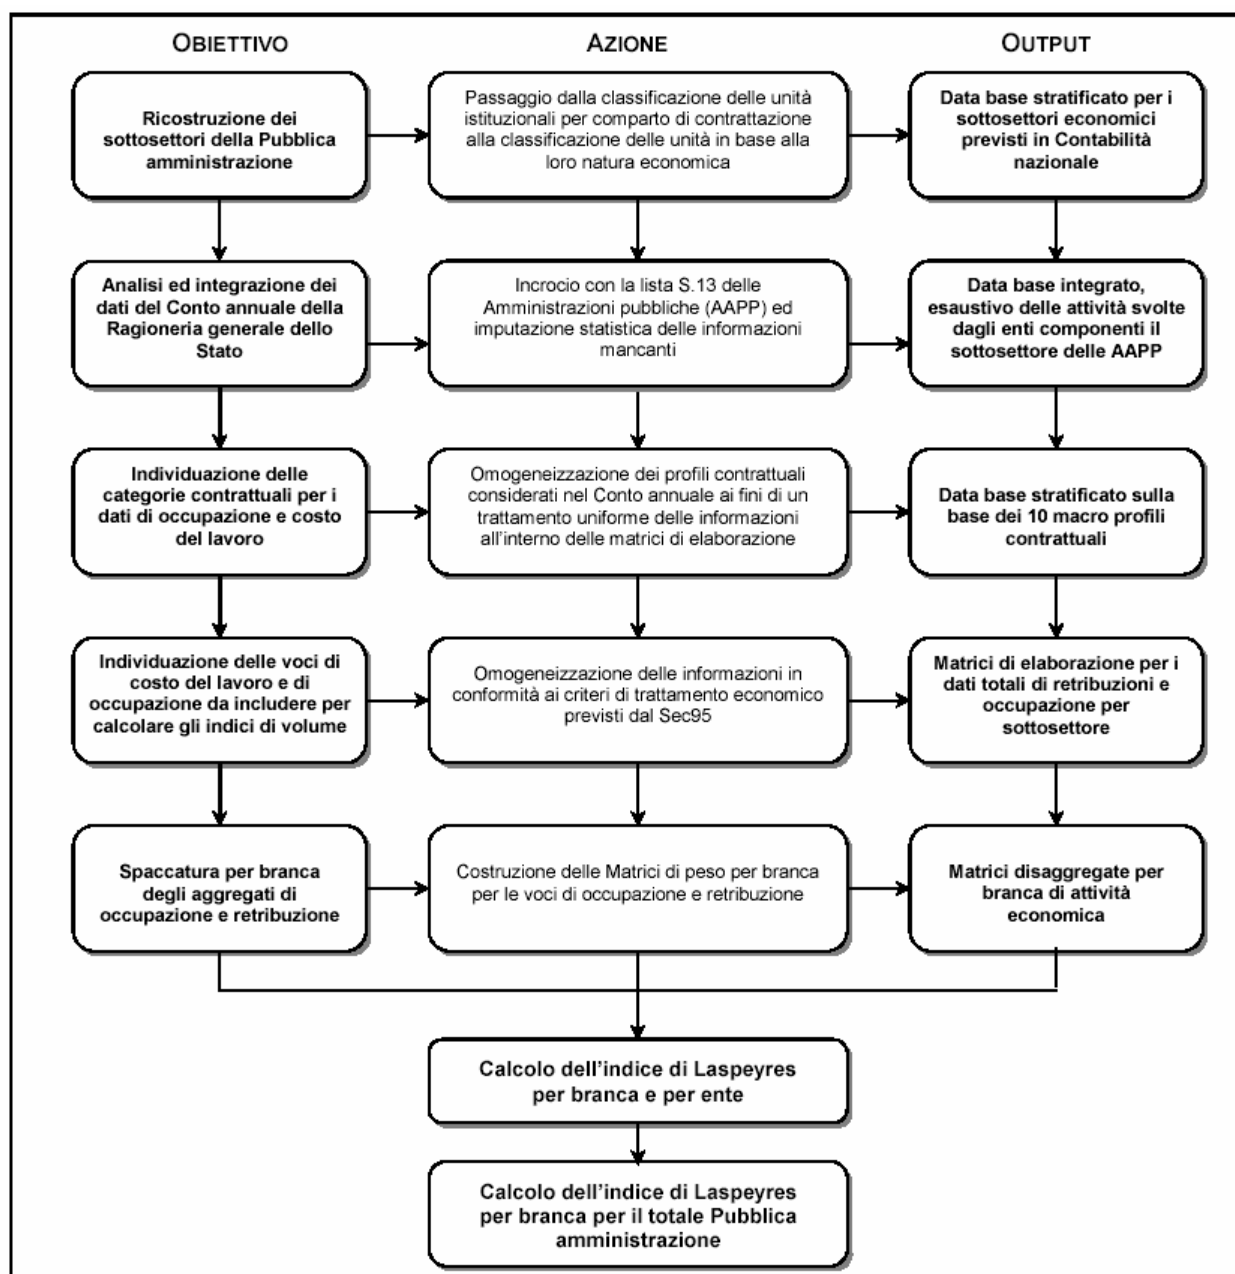 OBIETTIVO
AZIONE
OUTPUT
Ricostruzione dei
sottosettori della Pubblica
amministrazione
Passaggio dalla classificazione delle unità
istituzionali per comparto di contrattazione
alla classificazione delle unità in base alla
loro natura economica
Data base stratificato per i
sottosettori economici
previsti in Contabilità
nazionale
Analisi ed integrazione dei
dati del Conto annuale della
Ragioneria generale dello
Stato
Incrocio con la lista S.13 delle
Amministrazioni pubbliche (AAPP) ed
imputazione statistica delle informazioni
mancanti
Data base integrato,
esaustivo delle attività svolte
dagli enti componenti il
sottosettore delle AAPP
Individuazione delle
categorie contrattuali per i
dati di occupazione e costo
del lavoro
Omogeneizzazione dei profili contrattuali
considerati nel Conto annuale ai fini di un
trattamento uniforme delle informazioni
all'interno delle matrici di elaborazione
Data base stratificato sulla
base dei 10 macro profili
contrattuali
Individuazione delle voci di
costo del lavoro e di
occupazione da includere per
calcolare gli indici di volume
Omogeneizzazione delle informazioni in
conformità ai criteri di trattamento economico
previsti dal Sec95
Matrici di elaborazione per i
dati totali di retribuzioni e
occupazione per
sottosettore
Spaccatura per branca
degli aggregati di
occupazione e retribuzione
Costruzione delle Matrici di peso per branca
per le voci di occupazione e retribuzione
Matrici disaggregate per
branca di attività
economica
Calcolo dell'indice di Laspeyres
per branca e per ente
Calcolo dell'indice di Laspeyres
per branca per il totale Pubblica
amministrazione